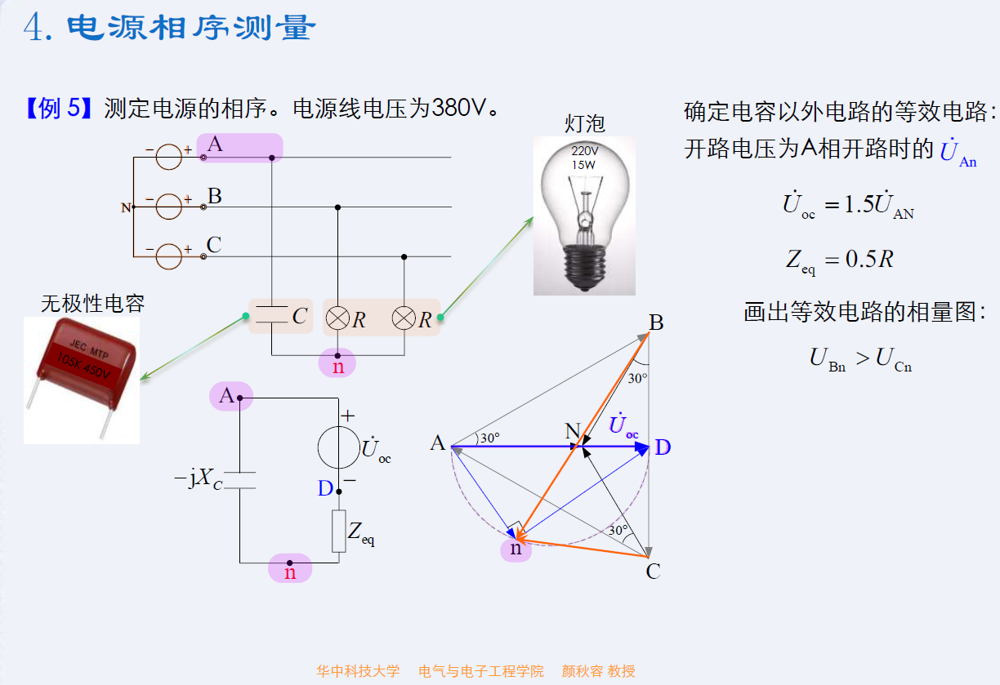 4. 电源相序测量
【例 5】测定电源的相序。电源线电压为380V。
确定电容以外电路的等效电路:
开路电压为A相开路时的 U̇An
U̇oc = 1.5U̇AN
Zeq = 0.5R
画出等效电路的相量图:
UBn > UCn
灯泡
220V
15W
− + A
N − + B
− + C
无极性电容
JEC MTP
105K 450V
C R R
n
A
+
U̇oc
−
D
−jXC
Zeq
n
B
30°
A 30° N U̇oc D
30°
n
C
华中科技大学 电气与电子工程学院 颜秋容 教授